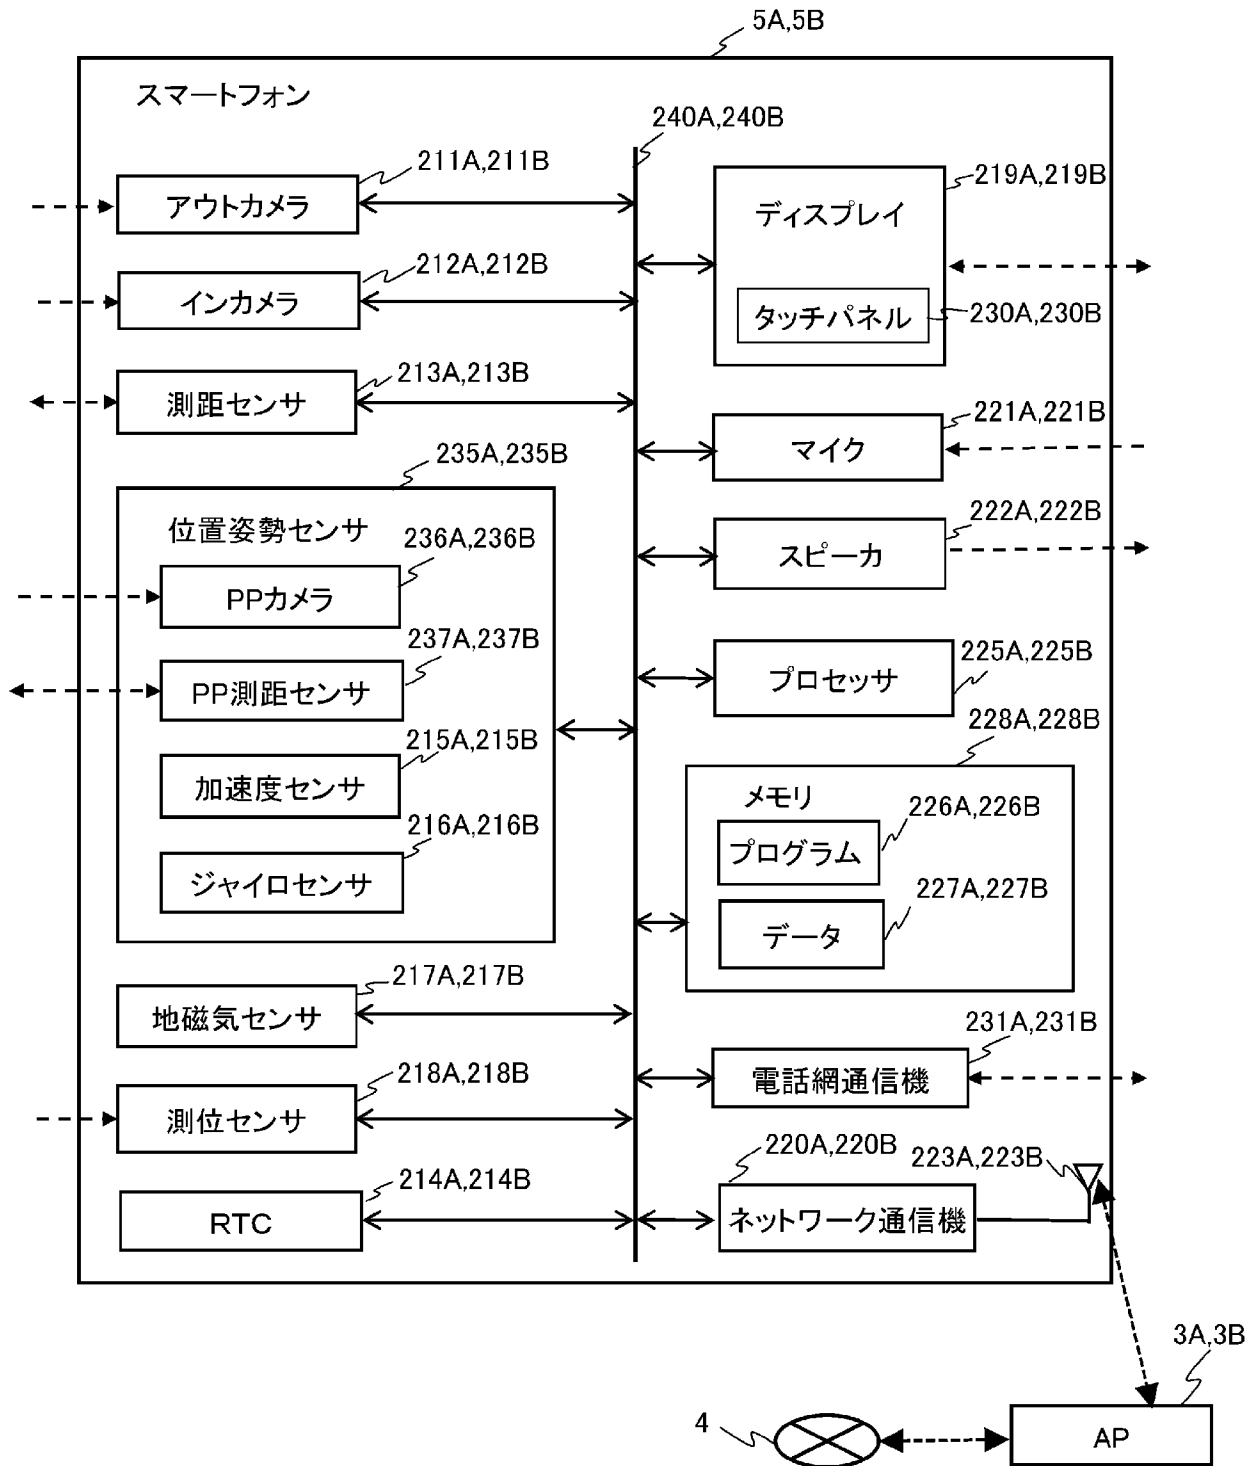 5A,5B
スマートフォン
240A,240B
211A,211B
アウトカメラ
212A,212B
インカメラ
213A,213B
測距センサ
235A,235B
位置姿勢センサ
236A,236B
PPカメラ
237A,237B
PP測距センサ
215A,215B
加速度センサ
216A,216B
ジャイロセンサ
217A,217B
地磁気センサ
218A,218B
測位センサ
214A,214B
RTC
219A,219B
ディスプレイ
タッチパネル
230A,230B
221A,221B
マイク
222A,222B
スピーカ
225A,225B
プロセッサ
228A,228B
メモリ
226A,226B
プログラム
227A,227B
データ
231A,231B
電話網通信機
220A,220B
223A,223B
ネットワーク通信機
3A,3B
4
AP